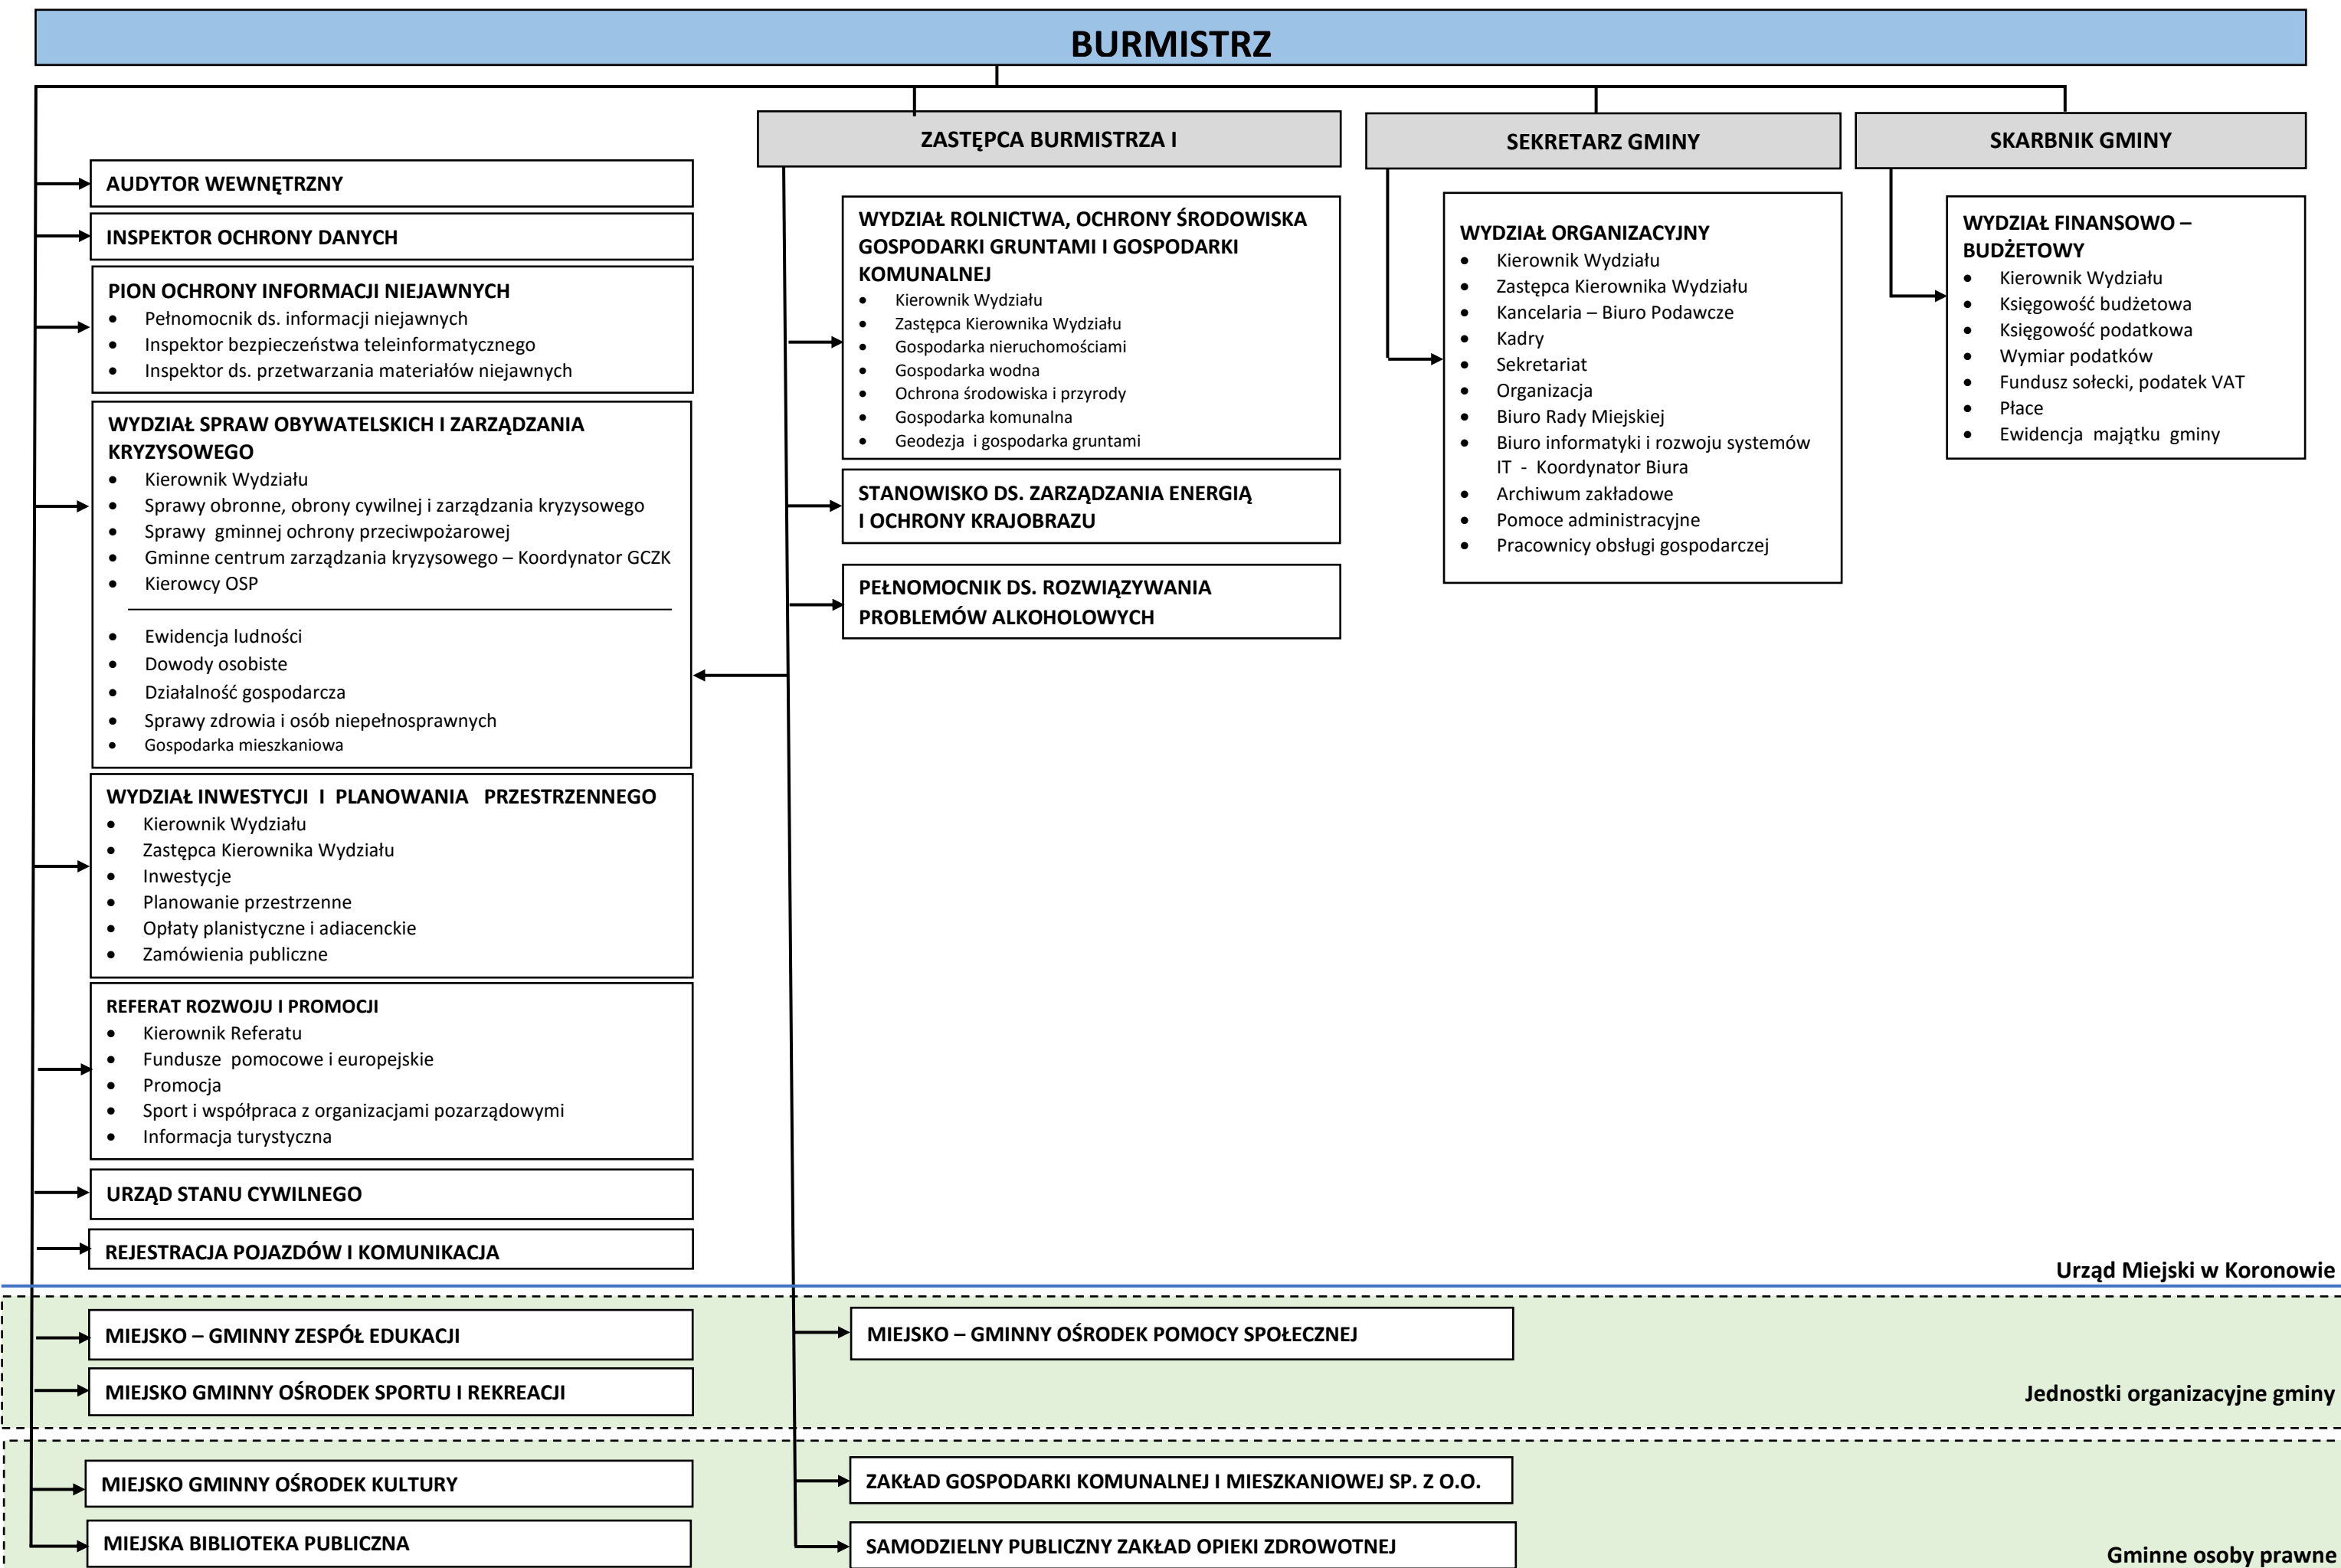 BURMISTRZ
AUDYTOR WEWNĘTRZNY
INSPEKTOR OCHRONY DANYCH
PION OCHRONY INFORMACJI NIEJAWNYCH
• Pełnomocnik ds. informacji niejawnych
• Inspektor bezpieczeństwa teleinformatycznego
• Inspektor ds. przetwarzania materiałów niejawnych
WYDZIAŁ SPRAW OBYWATELSKICH I ZARZĄDZANIA
KRYZYSOWEGO
• Kierownik Wydziału
• Sprawy obronne, obrony cywilnej i zarządzania kryzysowego
• Sprawy gminnej ochrony przeciwpożarowej
• Gminne centrum zarządzania kryzysowego – Koordynator GCZK
• Kierowcy OSP
• Ewidencja ludności
• Dowody osobiste
• Działalność gospodarcza
• Sprawy zdrowia i osób niepełnosprawnych
• Gospodarka mieszkaniowa
WYDZIAŁ INWESTYCJI I PLANOWANIA PRZESTRZENNEGO
• Kierownik Wydziału
• Zastępca Kierownika Wydziału
• Inwestycje
• Planowanie przestrzenne
• Opłaty planistyczne i adiacenckie
• Zamówienia publiczne
REFERAT ROZWOJU I PROMOCJI
• Kierownik Referatu
• Fundusze pomocowe i europejskie
• Promocja
• Sport i współpraca z organizacjami pozarządowymi
• Informacja turystyczna
URZĄD STANU CYWILNEGO
REJESTRACJA POJAZDÓW I KOMUNIKACJA
ZASTĘPCA BURMISTRZA I
WYDZIAŁ ROLNICTWA, OCHRONY ŚRODOWISKA
GOSPODARKI GRUNTAMI I GOSPODARKI
KOMUNALNEJ
• Kierownik Wydziału
• Zastępca Kierownika Wydziału
• Gospodarka nieruchomościami
• Gospodarka wodna
• Ochrona środowiska i przyrody
• Gospodarka komunalna
• Geodezja i gospodarka gruntami
STANOWISKO DS. ZARZĄDZANIA ENERGIĄ
I OCHRONY KRAJOBRAZU
PEŁNOMOCNIK DS. ROZWIĄZYWANIA
PROBLEMÓW ALKOHOLOWYCH
SEKRETARZ GMINY
WYDZIAŁ ORGANIZACYJNY
• Kierownik Wydziału
• Zastępca Kierownika Wydziału
• Kancelaria – Biuro Podawcze
• Kadry
• Sekretariat
• Organizacja
• Biuro Rady Miejskiej
• Biuro informatyki i rozwoju systemów
IT - Koordynator Biura
• Archiwum zakładowe
• Pomoce administracyjne
• Pracownicy obsługi gospodarczej
SKARBNIK GMINY
WYDZIAŁ FINANSOWO –
BUDŻETOWY
• Kierownik Wydziału
• Księgowość budżetowa
• Księgowość podatkowa
• Wymiar podatków
• Fundusz sołecki, podatek VAT
• Płace
• Ewidencja majątku gminy
Urząd Miejski w Koronowie
MIEJSKO – GMINNY ZESPÓŁ EDUKACJI
MIEJSKO GMINNY OŚRODEK SPORTU I REKREACJI
MIEJSKO – GMINNY OŚRODEK POMOCY SPOŁECZNEJ
Jednostki organizacyjne gminy
MIEJSKO GMINNY OŚRODEK KULTURY
MIEJSKA BIBLIOTEKA PUBLICZNA
ZAKŁAD GOSPODARKI KOMUNALNEJ I MIESZKANIOWEJ SP. Z O.O.
SAMODZIELNY PUBLICZNY ZAKŁAD OPIEKI ZDROWOTNEJ
Gminne osoby prawne